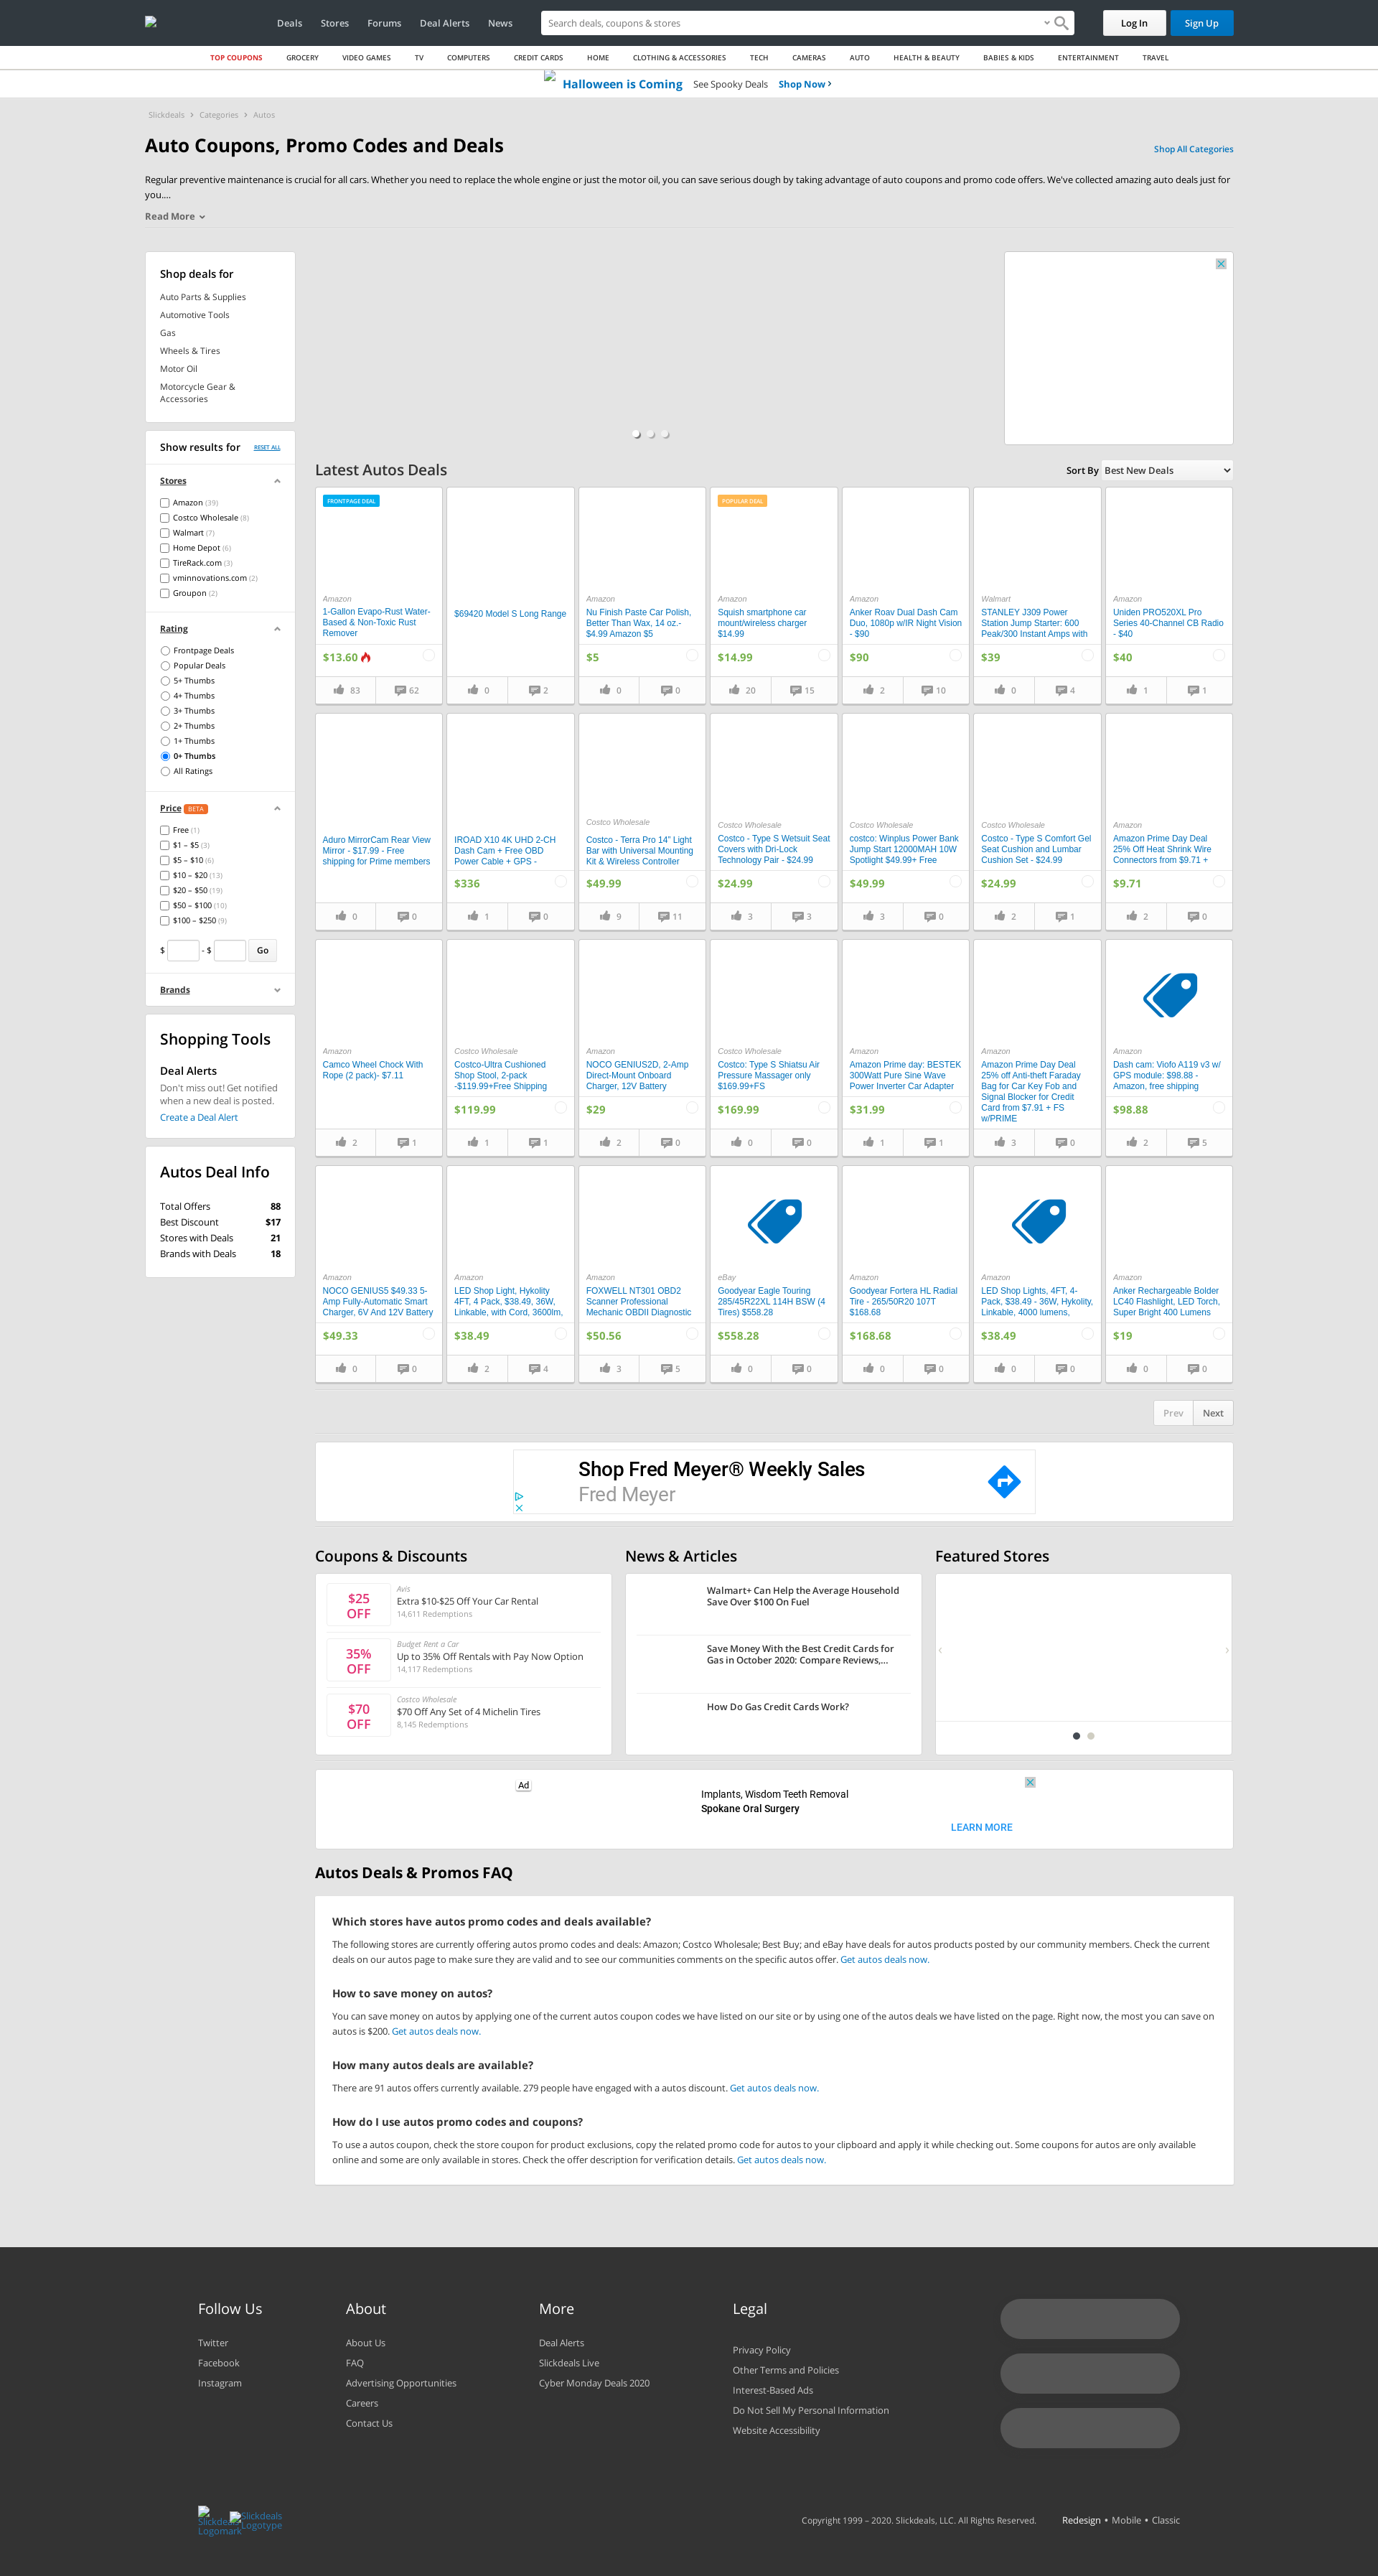 Deals Stores Forums Deal Alerts News Search deals, coupons & stores Log In Sign Up
TOP COUPONS GROCERY VIDEO GAMES TV COMPUTERS CREDIT CARDS HOME CLOTHING & ACCESSORIES TECH CAMERAS AUTO HEALTH & BEAUTY BABIES & KIDS ENTERTAINMENT TRAVEL
Halloween is Coming See Spooky Deals Shop Now
Slickdeals Categories Autos
Auto Coupons, Promo Codes and Deals
Shop All Categories
Regular preventive maintenance is crucial for all cars. Whether you need to replace the whole engine or just the motor oil, you can save serious dough by taking advantage of auto coupons and promo code offers. We've collected amazing auto deals just for
you....
Read More
Shop deals for
Auto Parts & Supplies
Automotive Tools
Gas
Wheels & Tires
Motor Oil
Motorcycle Gear &
Accessories
Show results for RESET ALL
Stores
Amazon (39)
Costco Wholesale (8)
Walmart (7)
Home Depot (6)
TireRack.com (3)
vminnovations.com (2)
Groupon (2)
Rating
Frontpage Deals
Popular Deals
5+ Thumbs
4+ Thumbs
3+ Thumbs
2+ Thumbs
1+ Thumbs
0+ Thumbs
All Ratings
Price BETA
Free (1)
$1 – $5 (3)
$5 – $10 (6)
$10 – $20 (13)
$20 – $50 (19)
$50 – $100 (10)
$100 – $250 (9)
$ - $ Go
Brands
Shopping Tools
Deal Alerts
Don't miss out! Get notified
when a new deal is posted.
Create a Deal Alert
Autos Deal Info
Total Offers 88
Best Discount $17
Stores with Deals 21
Brands with Deals 18
Latest Autos Deals
Sort By Best New Deals
FRONTPAGE DEAL
Amazon
1-Gallon Evapo-Rust Water-
Based & Non-Toxic Rust
Remover
$13.60
83 62
$69420 Model S Long Range
0 2
Amazon
Nu Finish Paste Car Polish,
Better Than Wax, 14 oz.-
$4.99 Amazon $5
$5
0 0
POPULAR DEAL
Amazon
Squish smartphone car
mount/wireless charger
$14.99
$14.99
20 15
Amazon
Anker Roav Dual Dash Cam
Duo, 1080p w/IR Night Vision
- $90
$90
2 10
Walmart
STANLEY J309 Power
Station Jump Starter: 600
Peak/300 Instant Amps with
$39
0 4
Amazon
Uniden PRO520XL Pro
Series 40-Channel CB Radio
- $40
$40
1 1
Aduro MirrorCam Rear View
Mirror - $17.99 - Free
shipping for Prime members
0 0
IROAD X10 4K UHD 2-CH
Dash Cam + Free OBD
Power Cable + GPS -
$336
1 0
Costco Wholesale
Costco - Terra Pro 14" Light
Bar with Universal Mounting
Kit & Wireless Controller
$49.99
9 11
Costco Wholesale
Costco - Type S Wetsuit Seat
Covers with Dri-Lock
Technology Pair - $24.99
$24.99
3 3
Costco Wholesale
costco: Winplus Power Bank
Jump Start 12000MAH 10W
Spotlight $49.99+ Free
$49.99
3 0
Costco Wholesale
Costco - Type S Comfort Gel
Seat Cushion and Lumbar
Cushion Set - $24.99
$24.99
2 1
Amazon
Amazon Prime Day Deal
25% Off Heat Shrink Wire
Connectors from $9.71 +
$9.71
2 0
Amazon
Camco Wheel Chock With
Rope (2 pack)- $7.11
2 1
Costco Wholesale
Costco-Ultra Cushioned
Shop Stool, 2-pack
-$119.99+Free Shipping
$119.99
1 1
Amazon
NOCO GENIUS2D, 2-Amp
Direct-Mount Onboard
Charger, 12V Battery
$29
2 0
Costco Wholesale
Costco: Type S Shiatsu Air
Pressure Massager only
$169.99+FS
$169.99
0 0
Amazon
Amazon Prime day: BESTEK
300Watt Pure Sine Wave
Power Inverter Car Adapter
$31.99
1 1
Amazon
Amazon Prime Day Deal
25% off Anti-theft Faraday
Bag for Car Key Fob and
Signal Blocker for Credit
Card from $7.91 + FS
w/PRIME
3 0
Amazon
Dash cam: Viofo A119 v3 w/
GPS module: $98.88 -
Amazon, free shipping
$98.88
2 5
Amazon
NOCO GENIUS5 $49.33 5-
Amp Fully-Automatic Smart
Charger, 6V And 12V Battery
$49.33
0 0
Amazon
LED Shop Light, Hykolity
4FT, 4 Pack, $38.49, 36W,
Linkable, with Cord, 3600lm,
$38.49
2 4
Amazon
FOXWELL NT301 OBD2
Scanner Professional
Mechanic OBDII Diagnostic
$50.56
3 5
eBay
Goodyear Eagle Touring
285/45R22XL 114H BSW (4
Tires) $558.28
$558.28
0 0
Amazon
Goodyear Fortera HL Radial
Tire - 265/50R20 107T
$168.68
$168.68
0 0
Amazon
LED Shop Lights, 4FT, 4-
Pack, $38.49 - 36W, Hykolity,
Linkable, 4000 lumens,
$38.49
0 0
Amazon
Anker Rechargeable Bolder
LC40 Flashlight, LED Torch,
Super Bright 400 Lumens
$19
0 0
Prev Next
Shop Fred Meyer® Weekly Sales
Fred Meyer
Coupons & Discounts
$25
OFF
Avis
Extra $10-$25 Off Your Car Rental
14,611 Redemptions
35%
OFF
Budget Rent a Car
Up to 35% Off Rentals with Pay Now Option
14,117 Redemptions
$70
OFF
Costco Wholesale
$70 Off Any Set of 4 Michelin Tires
8,145 Redemptions
News & Articles
Walmart+ Can Help the Average Household
Save Over $100 On Fuel
Save Money With the Best Credit Cards for
Gas in October 2020: Compare Reviews,...
How Do Gas Credit Cards Work?
Featured Stores
Ad
Implants, Wisdom Teeth Removal
Spokane Oral Surgery
LEARN MORE
Autos Deals & Promos FAQ
Which stores have autos promo codes and deals available?
The following stores are currently offering autos promo codes and deals: Amazon; Costco Wholesale; Best Buy; and eBay have deals for autos products posted by our community members. Check the current
deals on our autos page to make sure they are valid and to see our communities comments on the specific autos offer. Get autos deals now.
How to save money on autos?
You can save money on autos by applying one of the current autos coupon codes we have listed on our site or by using one of the autos deals we have listed on the page. Right now, the most you can save on
autos is $200. Get autos deals now.
How many autos deals are available?
There are 91 autos offers currently available. 279 people have engaged with a autos discount. Get autos deals now.
How do I use autos promo codes and coupons?
To use a autos coupon, check the store coupon for product exclusions, copy the related promo code for autos to your clipboard and apply it while checking out. Some coupons for autos are only available
online and some are only available in stores. Check the offer description for verification details. Get autos deals now.
Follow Us
Twitter
Facebook
Instagram
About
About Us
FAQ
Advertising Opportunities
Careers
Contact Us
More
Deal Alerts
Slickdeals Live
Cyber Monday Deals 2020
Legal
Privacy Policy
Other Terms and Policies
Interest-Based Ads
Do Not Sell My Personal Information
Website Accessibility
Slickdeals
Logomark
Slickdeals
Logotype
Copyright 1999 – 2020. Slickdeals, LLC. All Rights Reserved. Redesign • Mobile • Classic